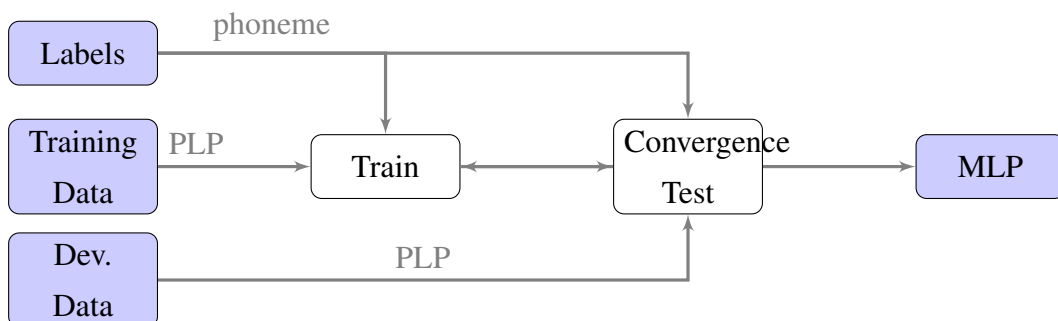 phoneme
Labels
Training
Data
PLP
Train
Convergence
Test
MLP
Dev.
Data
PLP